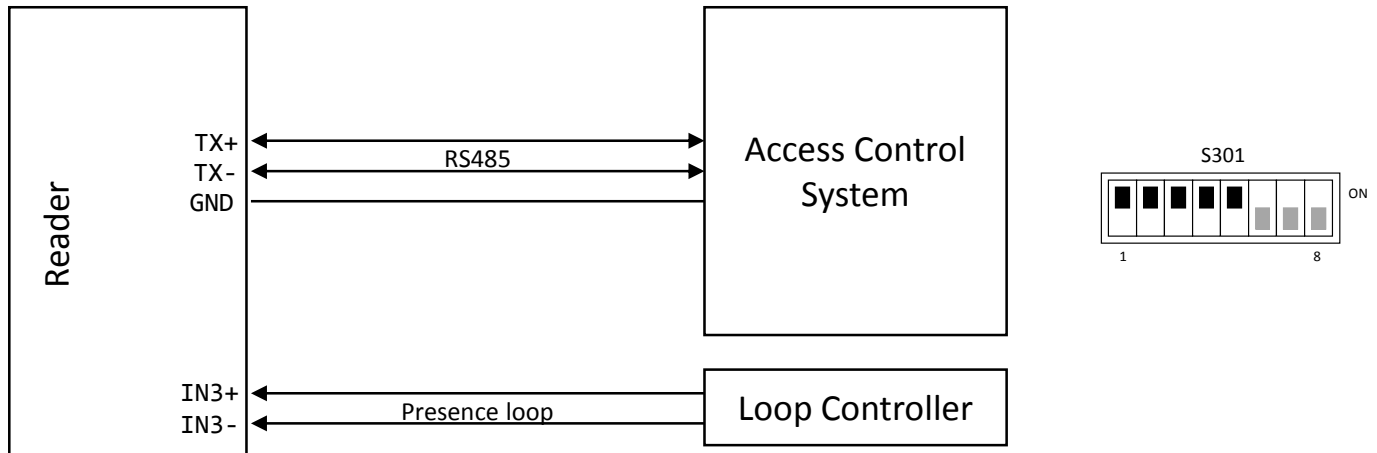 Reader
TX+
TX-
GND
RS485
Access Control
System
S301
ON
1
8
IN3+
IN3-
Presence loop
Loop Controller